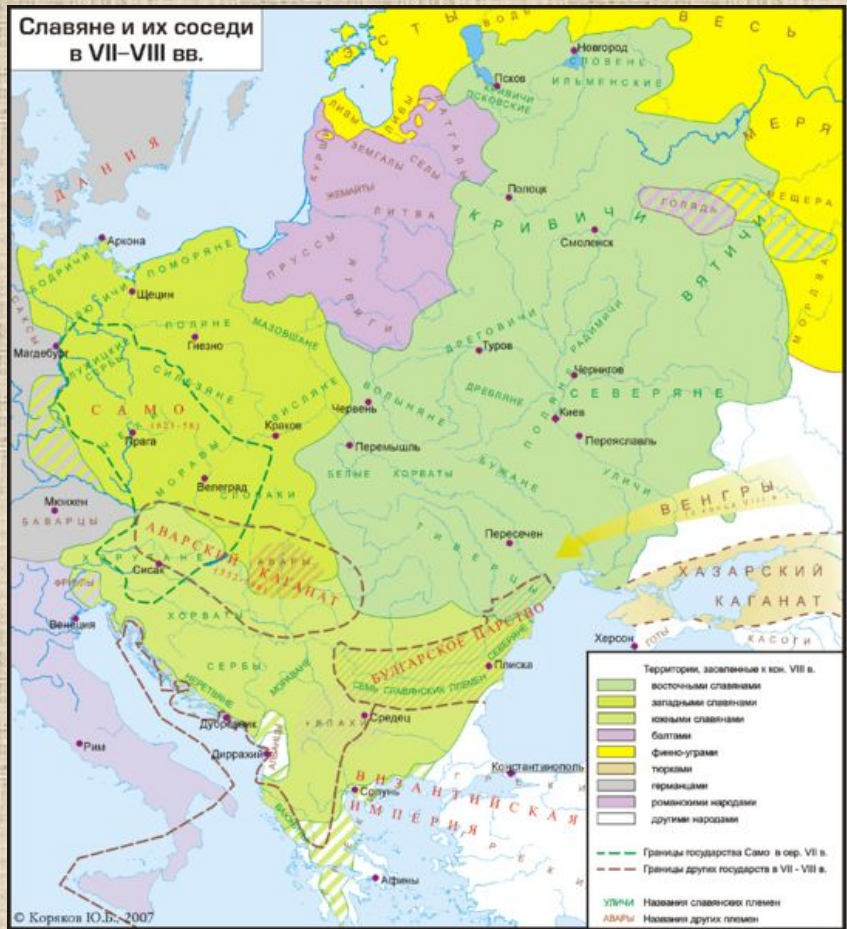 Славяне и их соседи
в VII–VIII вв.
ЭСТЫ
ВОДЬ
ВЕСЬ
Новгород
СЛОВЕНЕ
ИЛЬМЕНСКИЕ
Псков
КРИВИЧИ
ПСКОВСКИЕ
ЛИВЫ
ЛИВЫ
ЛАТГАЛЫ
МЕРЯ
КУРШИ
ЗЕМГАЛЫ
СЕЛЫ
ДАНИЯ
ЖЕМАЙТЫ
ЛИТВА
Полоцк
ГОЛЯДЬ
МЕЩЕРА
КРИВИЧИ
Смоленск
ВЯТИЧИ
Аркона
ПРУССЫ
ЯТВЯГИ
МОРДВА
БОДРИЧИ
ПОМОРЯНЕ
ЛЮТИЧИ
Щецин
САКСЫ
ПОЛЯНЕ
МАЗОВШАНЕ
Гнезно
ДРЕГОВИЧИ
РАДИМИЧИ
Магдебург
Туров
ЛУЖИЦКИЕ
СЕРБЫ
СИЛЕЗЯНЕ
Чернигов
ДРЕВЛЯНЕ
СЕВЕРЯНЕ
ВИСЛЯНЕ
Червень
ВОЛЫНЯНЕ
ПОЛЯНЕ
Киев
САМО
Прага
Краков
Переяславль
Перемышль
МОРАВЫ
Велеград
СЛОВАКИ
БЕЛЫЕ ХОРВАТЫ
БУЖАНЕ
УЛИЧИ
Мюнхен
БАВАРЦЫ
ВЕНГРЫ
АВАРСКИЙ
КАГАНАТ
АВАРЫ
Пересечен
ТИВЕРЦЫ
ХОРУТАНЕ
Сисак
ХАЗАРСКИЙ
КАГАНАТ
ФРИУЛЫ
Венеция
ХОРВАТЫ
Херсон
ГОТЫ
КАСОГИ
БУЛГАРСКОЕ ЦАРСТВО
СЕВЕРЯНЕ
СЕРБЫ
МОРАВАНЕ
Плиска
СЕМЬ СЛАВЯНСКИХ ПЛЕМЕН
НЕРЕТВЯНЕ
Дубровник
ВЛАХИ
Средец
Рим
Диррахий
Константинополь
ВИЗАНТИЙСКАЯ
ИМПЕРИЯ
Солунь
ГРЕКИ
Афины
Территории, заселенные к кон. VIII в.
восточными славянами
западными славянами
южными славянами
балтами
финно-уграми
тюрками
германцами
романскими народами
другими народами
Границы государства Само в сер. VII в.
Границы других государств в VII - VIII в.
УЛИЧИ Названия славянских племен
АВАРЫ Названия других племен
© Коряков Ю.Б., 2007